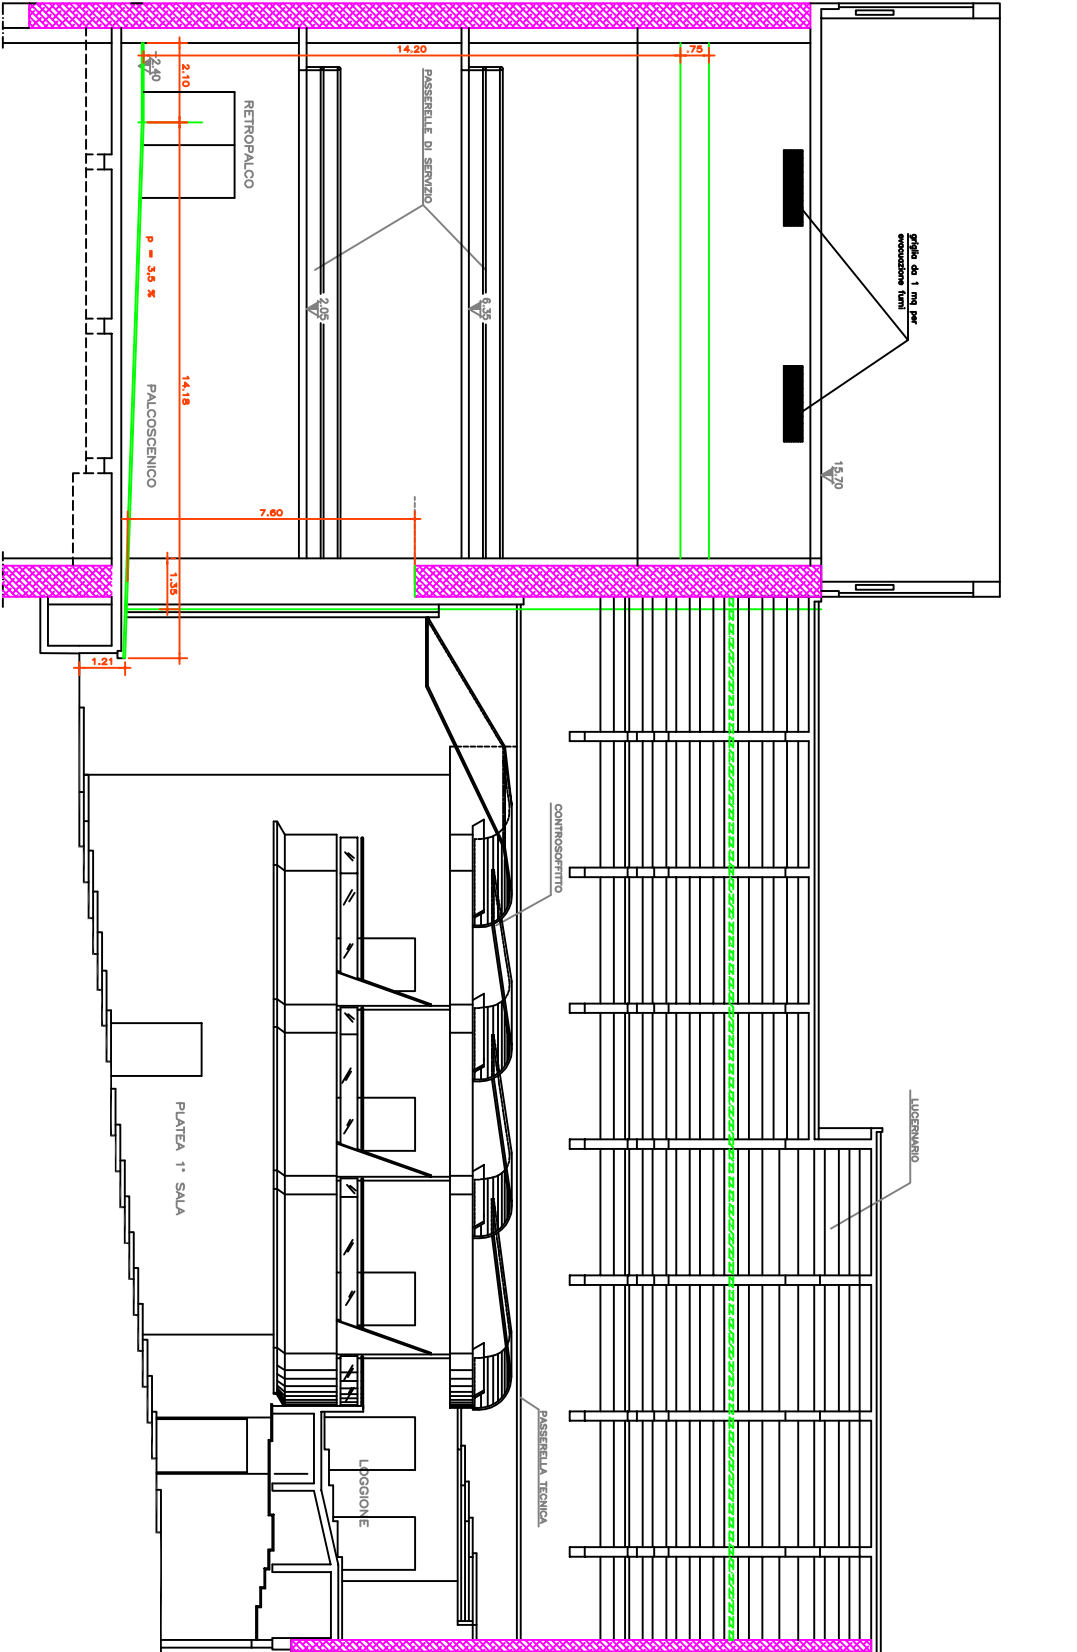 griglia da 1 mq per
evacuazione fumi
15.70
LUCERNARIO
14.20
.75
PASSERELLE DI SERVIZIO
6.35
2.05
CONTROSOFFITTO
PASSERELLA TECNICA
7.60
LOGGIONE
RETROPALCO
-2.40
2.10
14.18
p = 3,5 %
PALCOSCENICO
1.35
1.21
PLATEA 1° SALA